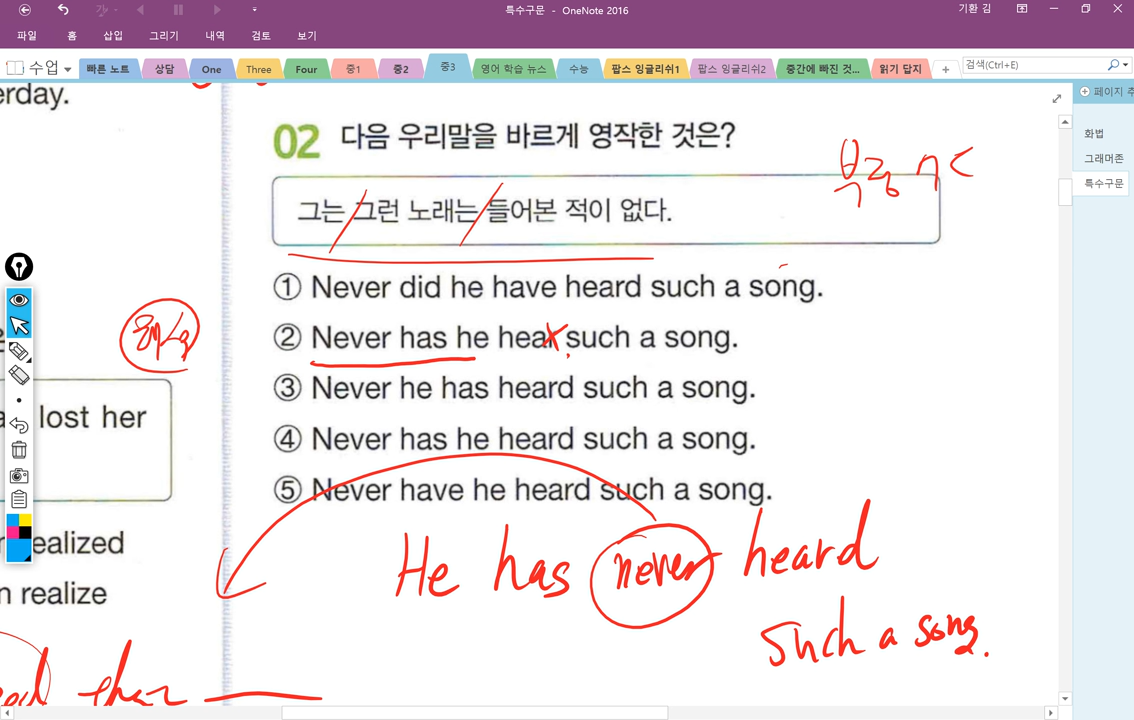 특수구문 - OneNote 2016
기환 김
파일 홈 삽입 그리기 내역 검토 보기
수업 빠른 노트 상담 One Three Four 중1 중2 중3 영어 학습 뉴스 수능 팝스 잉글리쉬1 팝스 잉글리쉬2 중간에 빠진 것... 읽기 답지 + 검색(Ctrl+E)
페이지 추
화법
그래머존
특수구문
erday.
02 다음 우리말을 바르게 영작한 것은?
그는 그런 노래는 들어본 적이 없다.
① Never did he have heard such a song.
② Never has he hear such a song.
③ Never he has heard such a song.
④ Never has he heard such a song.
⑤ Never have he heard such a song.
He has never heard
such a song.
lost her
ealized
n realize
than